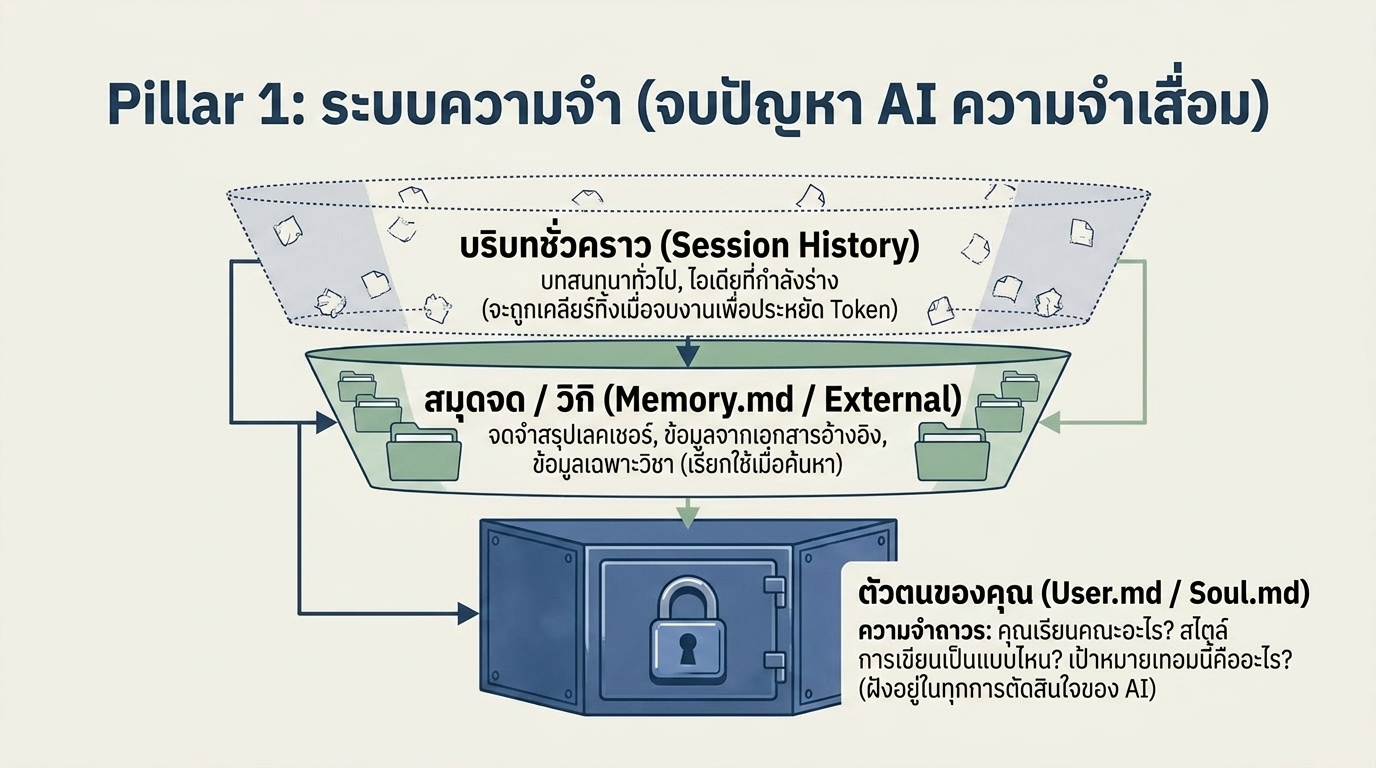 Pillar 1: ระบบความจำ (จบปัญหา AI ความจำเสื่อม)
บริบทชั่วคราว (Session History)
บทสนทนาทั่วไป, ไอเดียที่กำลังร่าง
(จะถูกเคลียร์ทิ้งเมื่อจบงานเพื่อประหยัด Token)
สมุดจด / วิกิ (Memory.md / External)
จดจำสรุปเลคเชอร์, ข้อมูลจากเอกสารอ้างอิง,
ข้อมูลเฉพาะวิชา (เรียกใช้เมื่อค้นหา)
ตัวตนของคุณ (User.md / Soul.md)
ความจำถาวร: คุณเรียนคณะอะไร? สไตล์
การเขียนเป็นแบบไหน? เป้าหมายเทอมนี้คืออะไร?
(ฝังอยู่ในทุกการตัดสินใจของ AI)